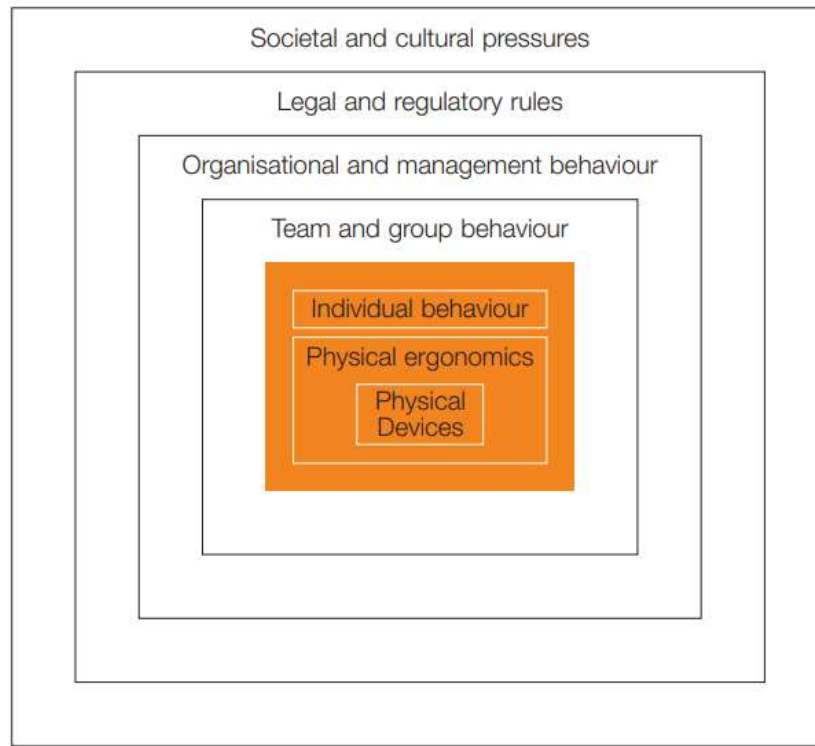 Societal and cultural pressures
Legal and regulatory rules
Organisational and management behaviour
Team and group behaviour
Individual behaviour
Physical ergonomics
Physical
Devices